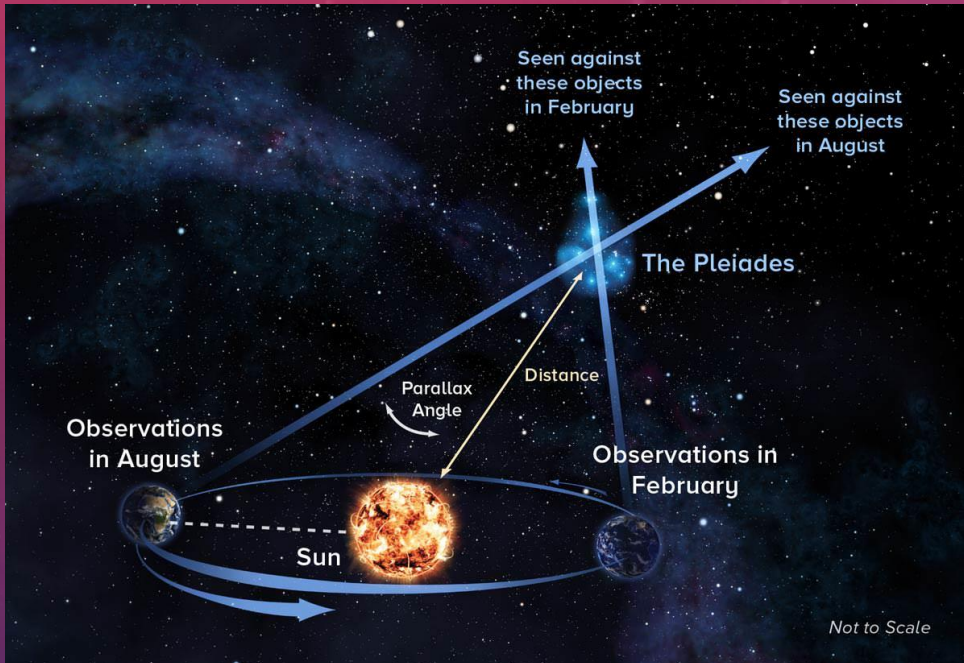 Seen against
these objects
in February
Seen against
these objects
in August
The Pleiades
Distance
Parallax
Angle
Observations
in August
Observations in
February
Sun
Not to Scale